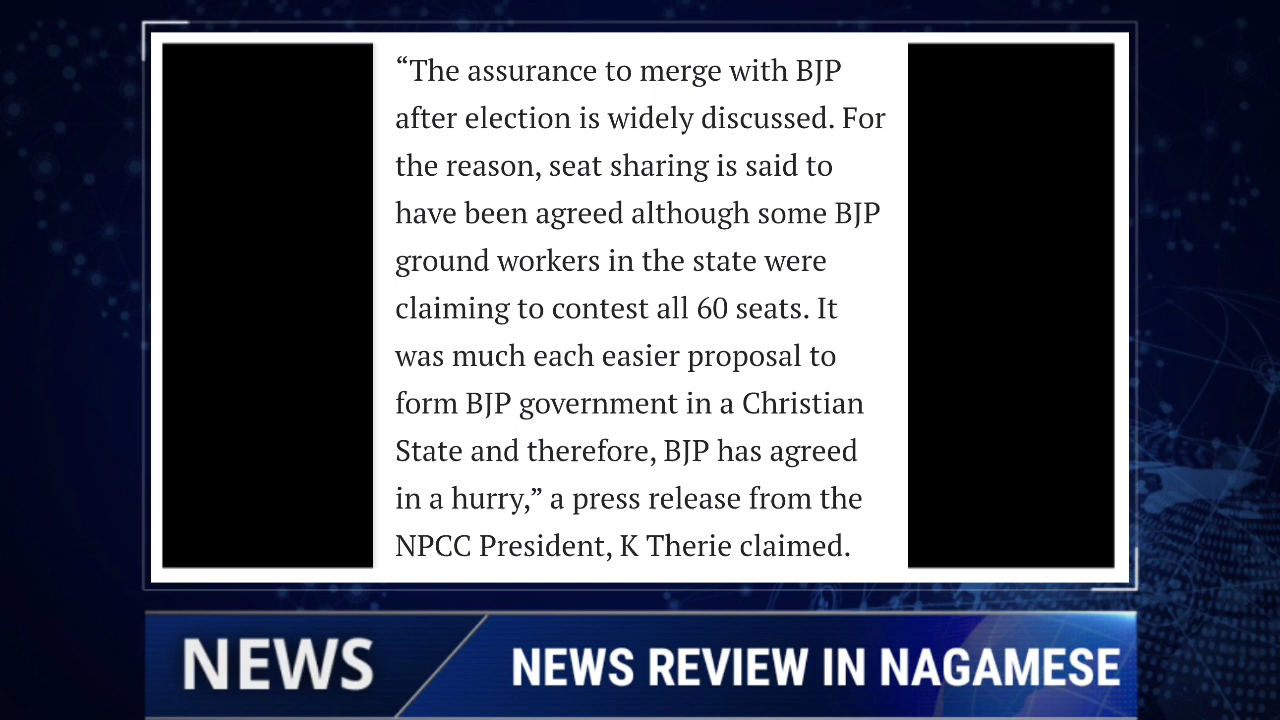 “The assurance to merge with BJP
after election is widely discussed. For
the reason, seat sharing is said to
have been agreed although some BJP
ground workers in the state were
claiming to contest all 60 seats. It
was much each easier proposal to
form BJP government in a Christian
State and therefore, BJP has agreed
in a hurry,” a press release from the
NPCC President, K Therie claimed.
NEWS
NEWS REVIEW IN NAGAMESE